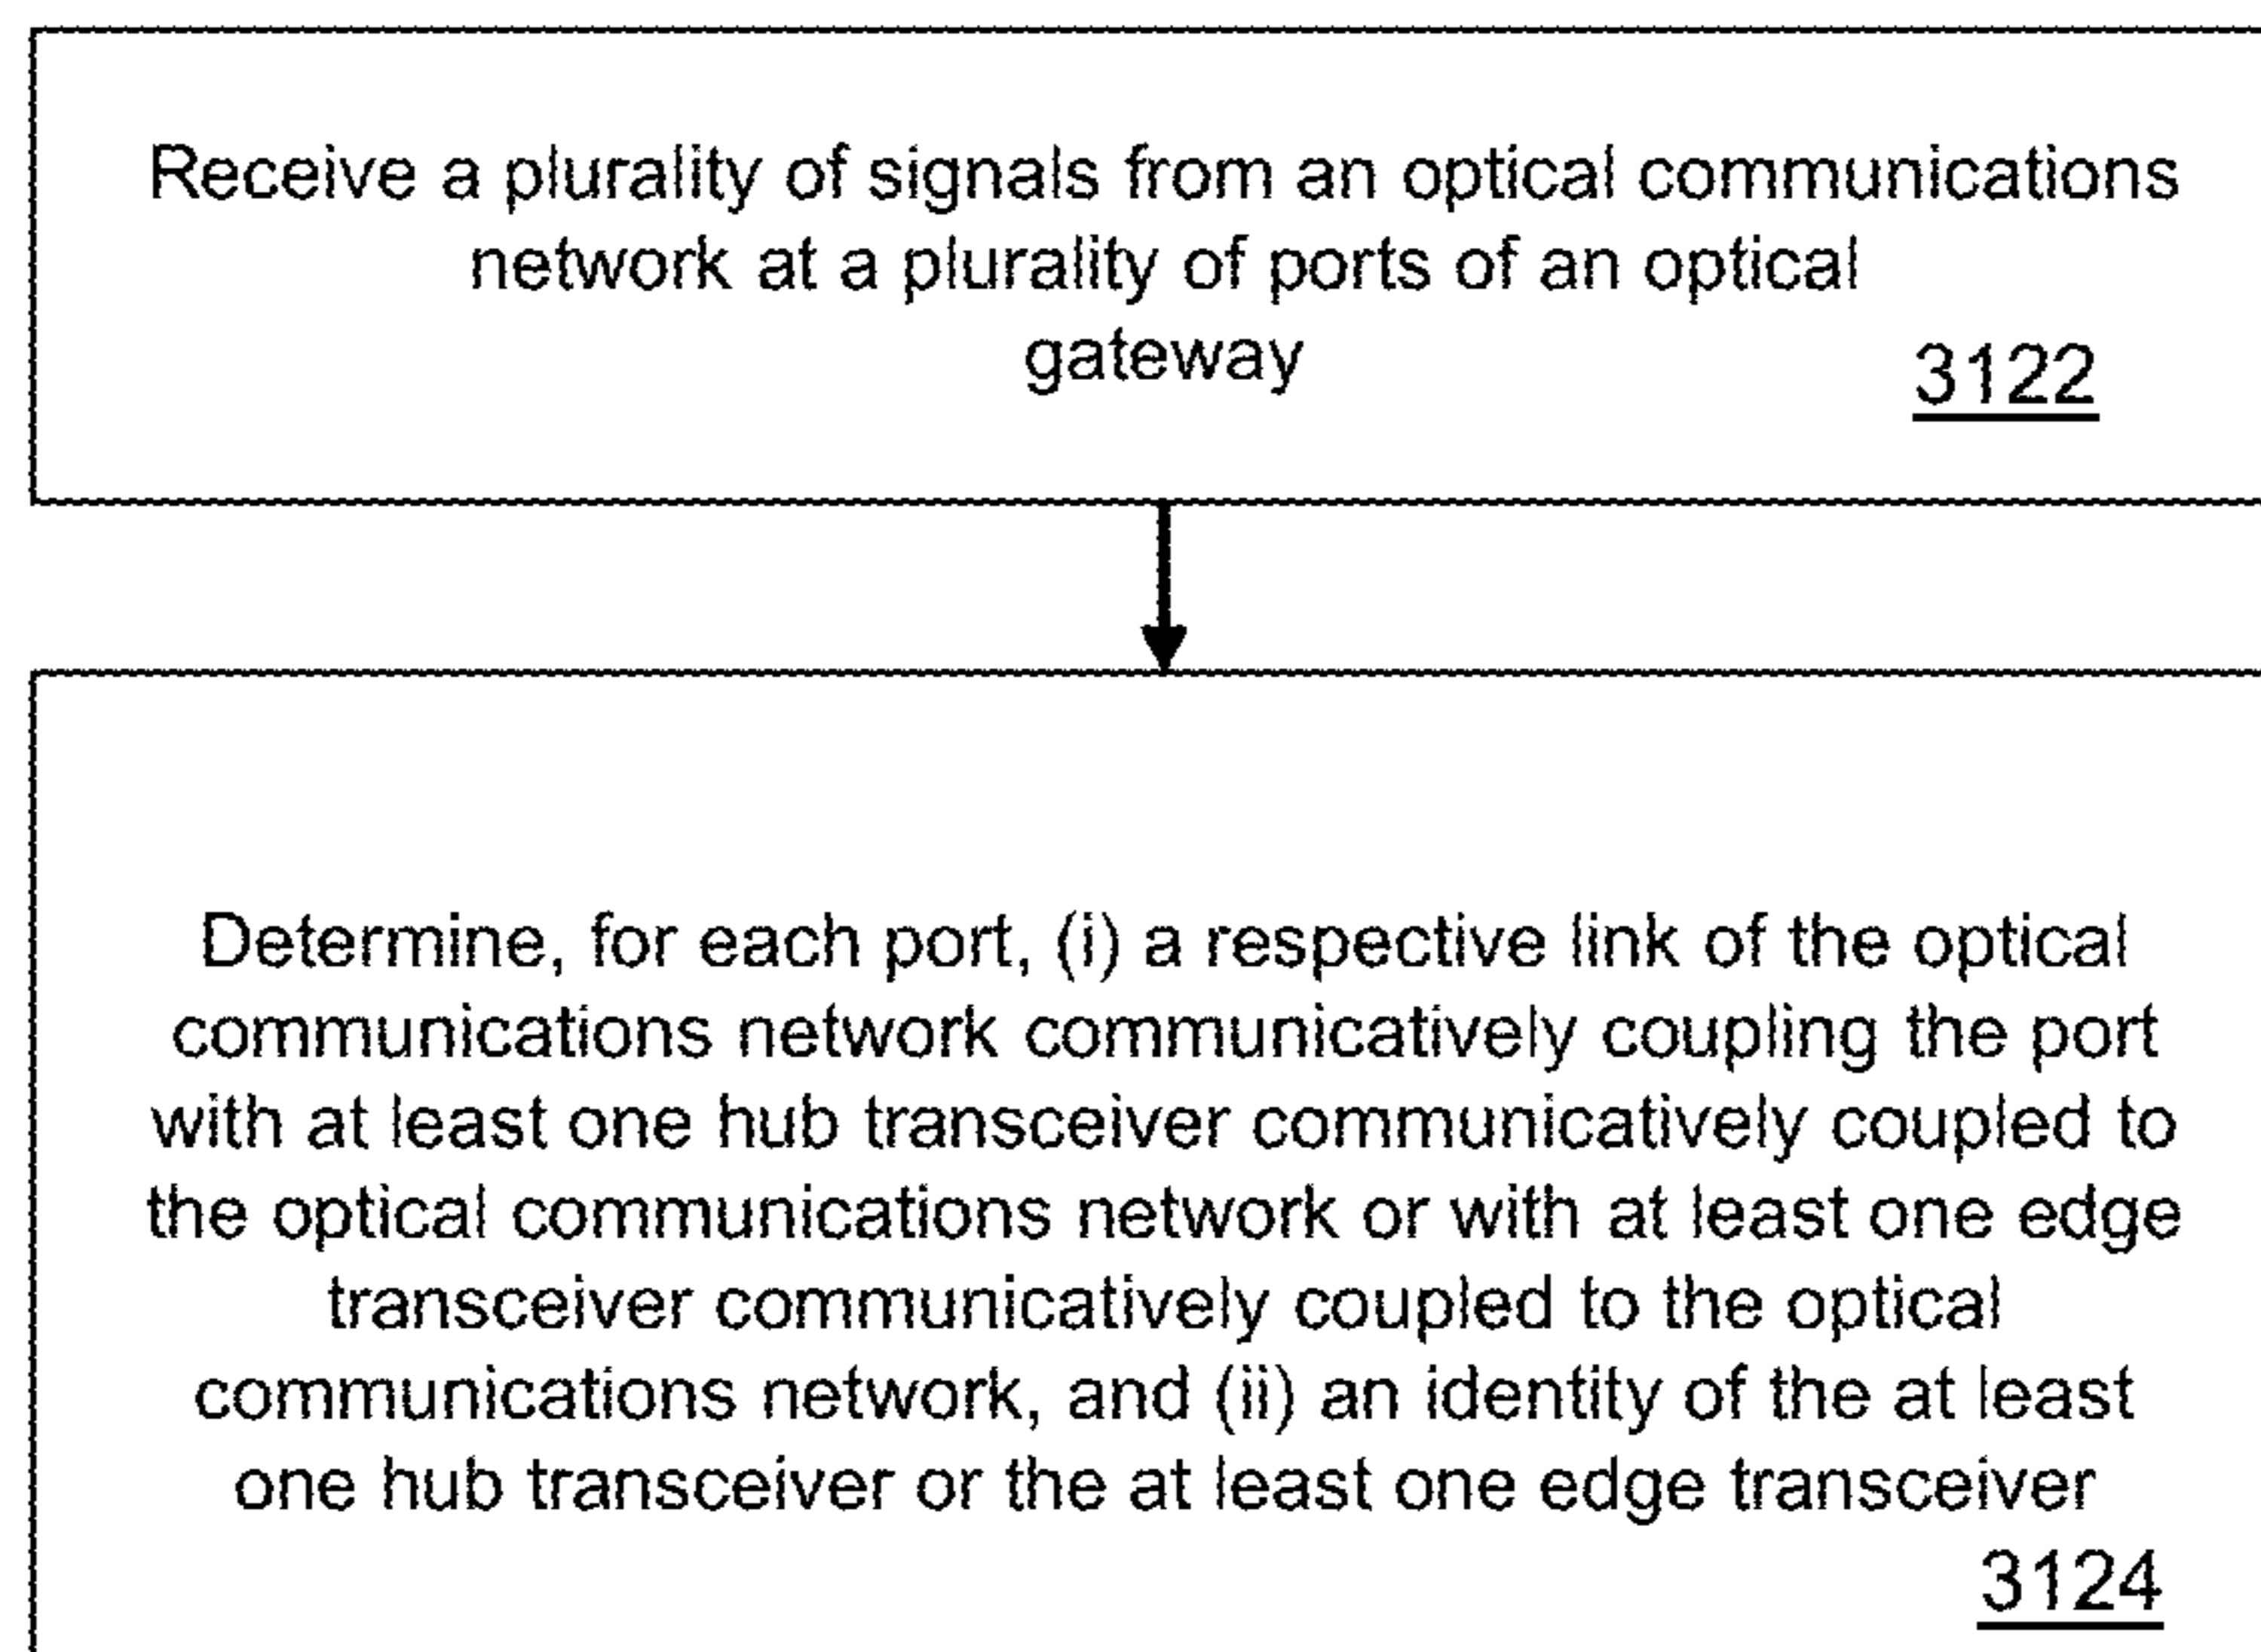 Receive a plurality of signals from an optical communications
network at a plurality of ports of an optical
gateway
3122
Determine, for each port, (i) a respective link of the optical
communications network communicatively coupling the port
with at least one hub transceiver communicatively coupled to
the optical communications network or with at least one edge
transceiver communicatively coupled to the optical
communications network, and (ii) an identity of the at least
one hub transceiver or the at least one edge transceiver
3124